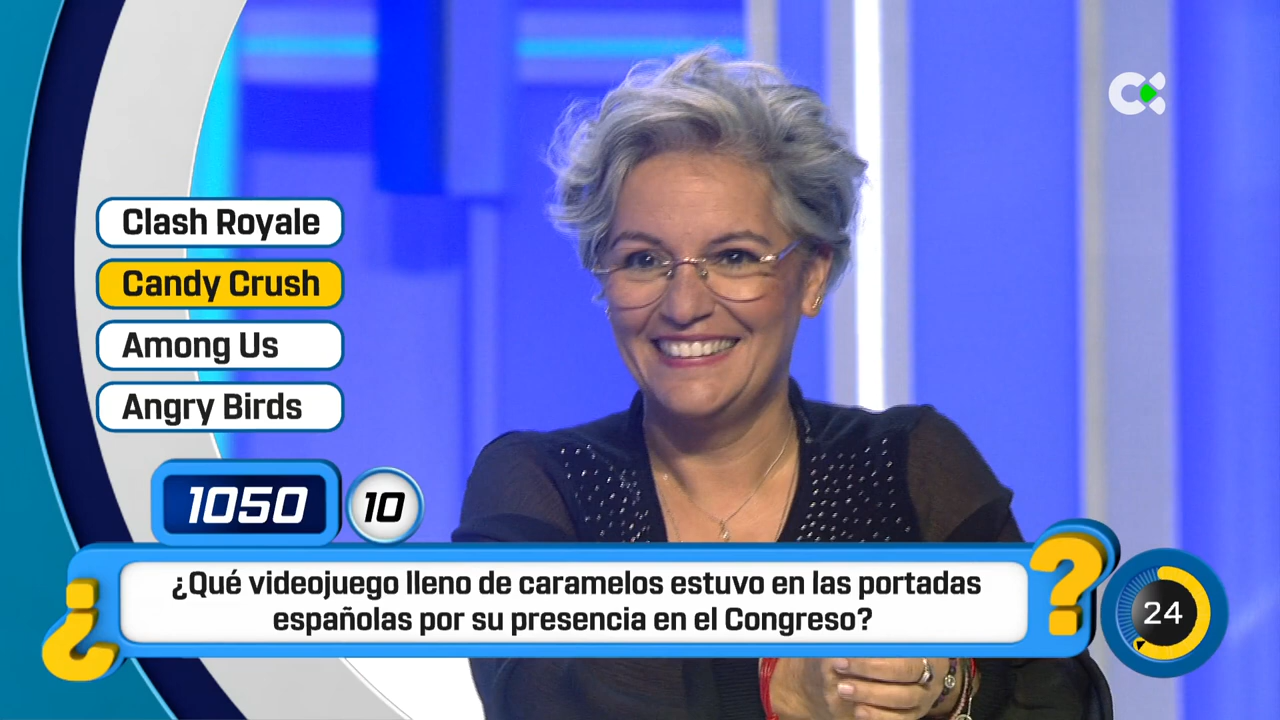 Clash Royale
Candy Crush
Among Us
Angry Birds
1050
10
¿Qué videojuego lleno de caramelos estuvo en las portadas
españolas por su presencia en el Congreso?
24